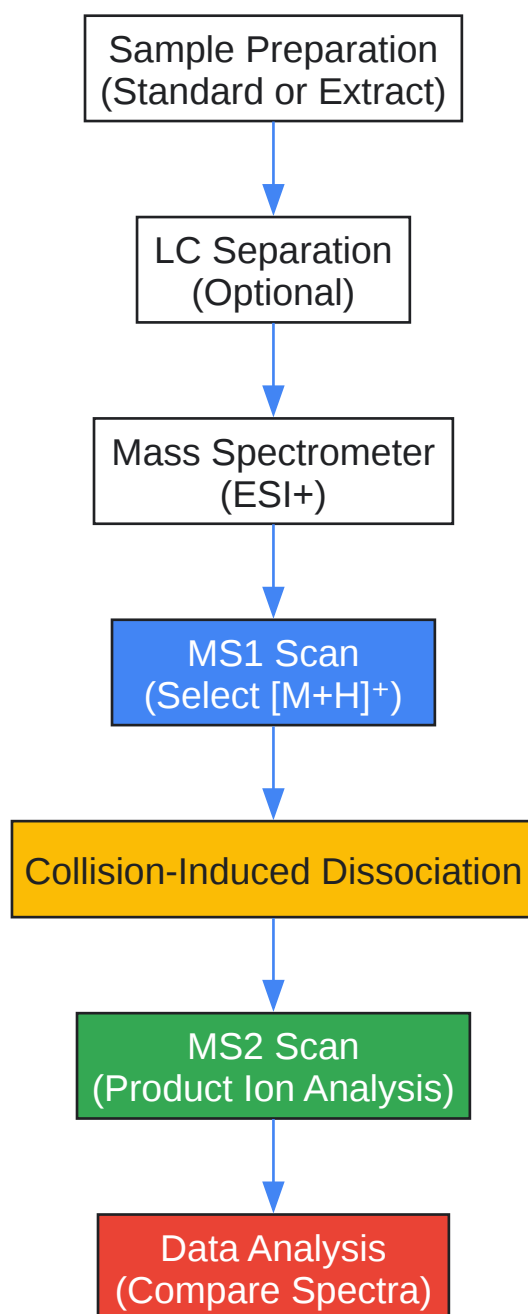 Sample Preparation
(Standard or Extract)
LC Separation
(Optional)
Mass Spectrometer
(ESI+)
MS1 Scan
(Select [M+H]⁺)
Collision-Induced Dissociation
MS2 Scan
(Product Ion Analysis)
Data Analysis
(Compare Spectra)